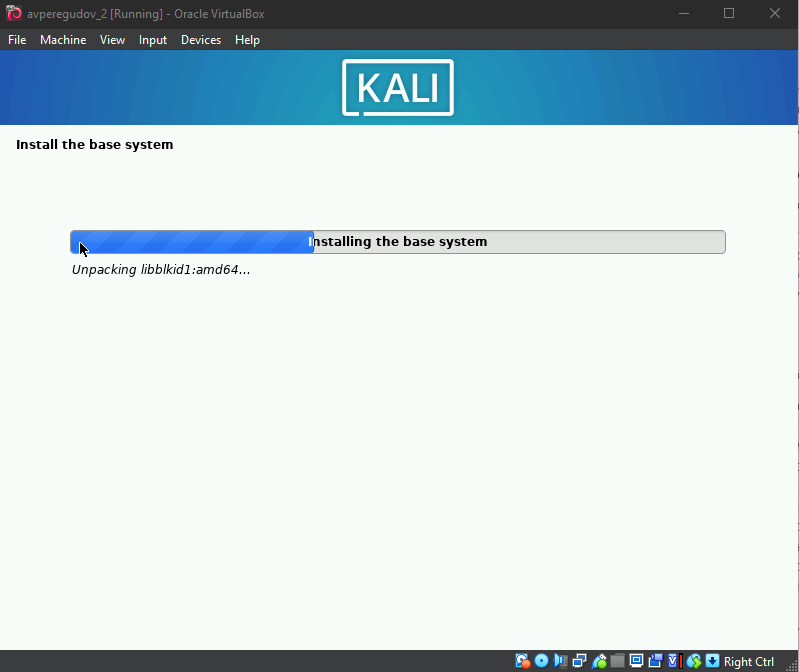 avperegudov_2 [Running] - Oracle VirtualBox
File Machine View Input Devices Help
KALI
Install the base system
Installing the base system
Unpacking libblkid1:amd64...
Right Ctrl